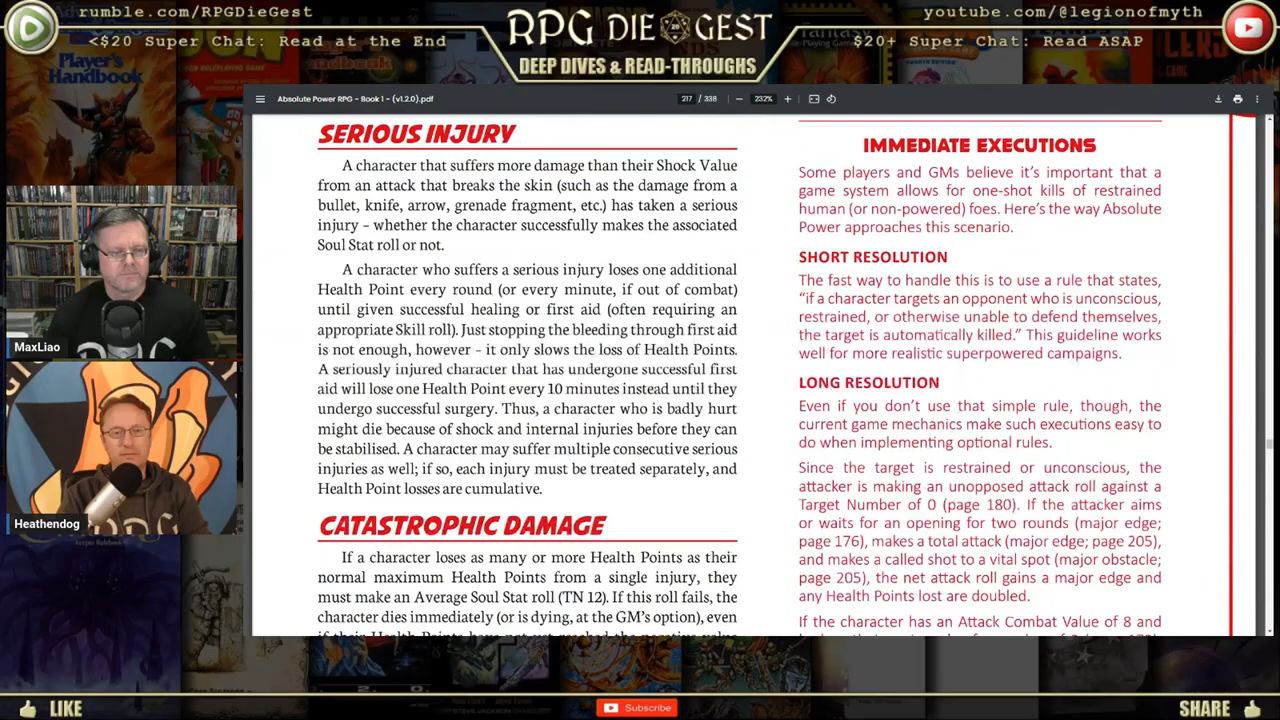 rumble.com/RPGDieGest
<$20 Super Chat: Read at the End
RPG DIE GEST
DEEP DIVES & READ-THROUGHS
youtube.com/@legionofmyth
$20+ Super Chat: Read ASAP
Player's
Handbook
Absolute Power RPG - Book 1 - (v1.2.0).pdf
217 / 338
232%
SERIOUS INJURY
A character that suffers more damage than their Shock Value
from an attack that breaks the skin (such as the damage from a
bullet, knife, arrow, grenade fragment, etc.) has taken a serious
injury – whether the character successfully makes the associated
Soul Stat roll or not.
A character who suffers a serious injury loses one additional
Health Point every round (or every minute, if out of combat)
until given successful healing or first aid (often requiring an
appropriate Skill roll). Just stopping the bleeding through first aid
is not enough, however – it only slows the loss of Health Points.
A seriously injured character that has undergone successful first
aid will lose one Health Point every 10 minutes instead until they
undergo successful surgery. Thus, a character who is badly hurt
might die because of shock and internal injuries before they can
be stabilised. A character may suffer multiple consecutive serious
injuries as well; if so, each injury must be treated separately, and
Health Point losses are cumulative.
CATASTROPHIC DAMAGE
If a character loses as many or more Health Points as their
normal maximum Health Points from a single injury, they
must make an Average Soul Stat roll (TN 12). If this roll fails, the
character dies immediately (or is dying, at the GM's option), even
IMMEDIATE EXECUTIONS
Some players and GMs believe it's important that a
game system allows for one-shot kills of restrained
human (or non-powered) foes. Here's the way Absolute
Power approaches this scenario.
SHORT RESOLUTION
The fast way to handle this is to use a rule that states,
"if a character targets an opponent who is unconscious,
restrained, or otherwise unable to defend themselves,
the target is automatically killed." This guideline works
well for more realistic superpowered campaigns.
LONG RESOLUTION
Even if you don't use that simple rule, though, the
current game mechanics make such executions easy to
do when implementing optional rules.
Since the target is restrained or unconscious, the
attacker is making an unopposed attack roll against a
Target Number of 0 (page 180). If the attacker aims
or waits for an opening for two rounds (major edge;
page 176), makes a total attack (major edge; page 205),
and makes a called shot to a vital spot (major obstacle;
page 205), the net attack roll gains a major edge and
any Health Points lost are doubled.
If the character has an Attack Combat Value of 8 and
MaxLiao
Heathendog
LIKE
Subscribe
SHARE